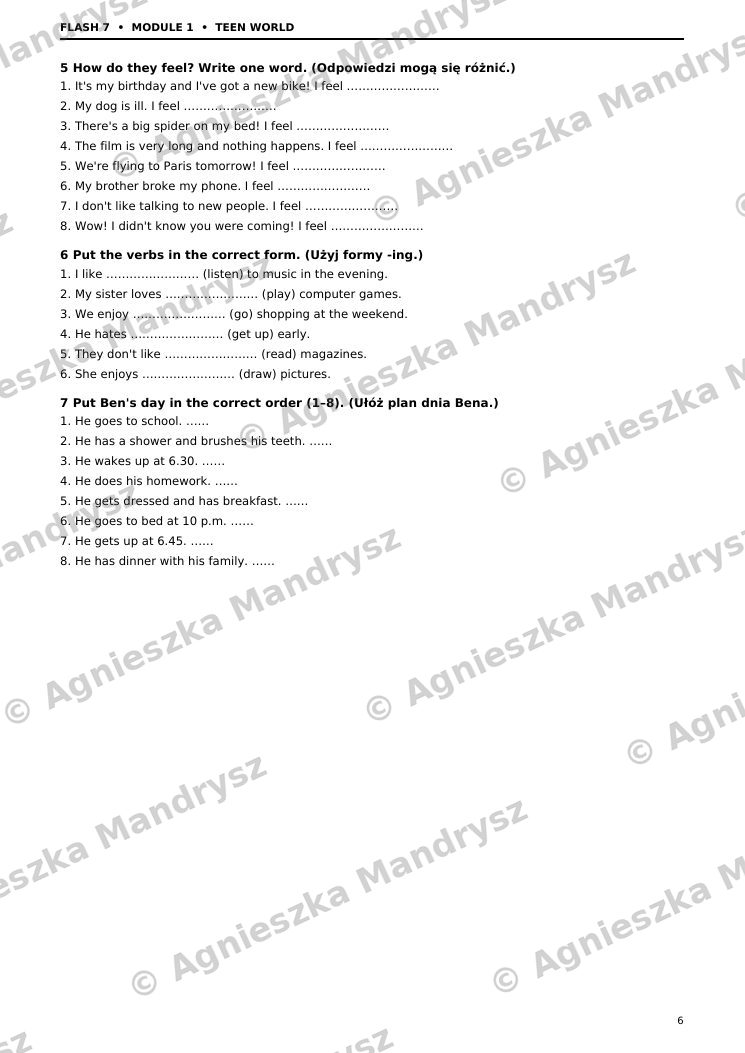 FLASH 7 • MODULE 1 • TEEN WORLD
5 How do they feel? Write one word. (Odpowiedzi mogą się różnić.)
1. It's my birthday and I've got a new bike! I feel ……………………
2. My dog is ill. I feel ……………………
3. There's a big spider on my bed! I feel ……………………
4. The film is very long and nothing happens. I feel ……………………
5. We're flying to Paris tomorrow! I feel ……………………
6. My brother broke my phone. I feel ……………………
7. I don't like talking to new people. I feel ……………………
8. Wow! I didn't know you were coming! I feel ……………………
6 Put the verbs in the correct form. (Użyj formy -ing.)
1. I like …………………… (listen) to music in the evening.
2. My sister loves …………………… (play) computer games.
3. We enjoy …………………… (go) shopping at the weekend.
4. He hates …………………… (get up) early.
5. They don't like …………………… (read) magazines.
6. She enjoys …………………… (draw) pictures.
7 Put Ben's day in the correct order (1–8). (Ułóż plan dnia Bena.)
1. He goes to school. ……
2. He has a shower and brushes his teeth. ……
3. He wakes up at 6.30. ……
4. He does his homework. ……
5. He gets dressed and has breakfast. ……
6. He goes to bed at 10 p.m. ……
7. He gets up at 6.45. ……
8. He has dinner with his family. ……
© Agnieszka Mandrysz
6